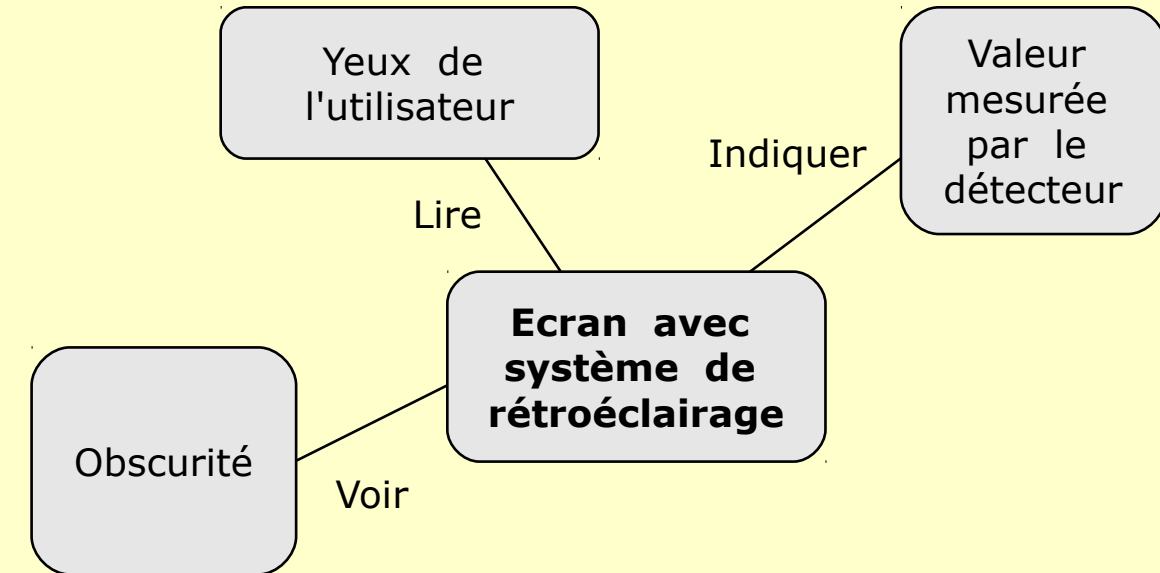 Yeux de
l'utilisateur
Valeur
mesurée
par le
détecteur
Indiquer
Lire
Ecran avec
système de
rétroéclairage
Obscurité
Voir